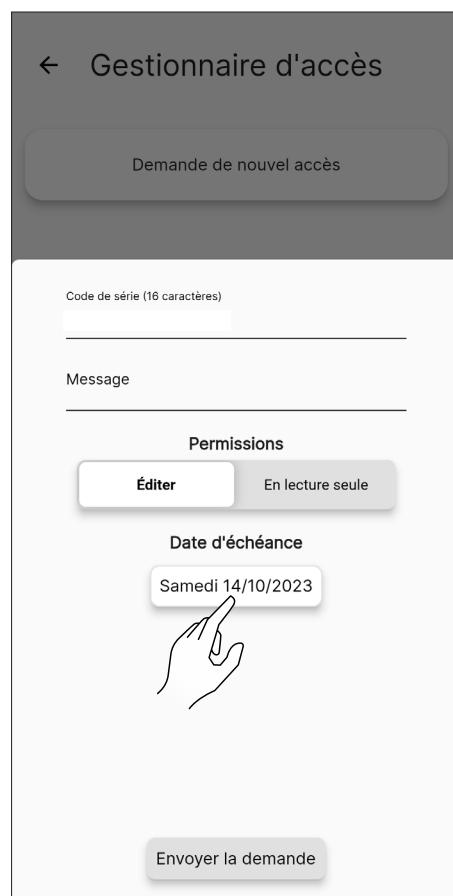 Gestionnaire d'accès
Demande de nouvel accès
Code de série (16 caractères)
Message
Permissions
Éditer
En lecture seule
Date d'échéance
Samedi 14/10/2023
Envoyer la demande